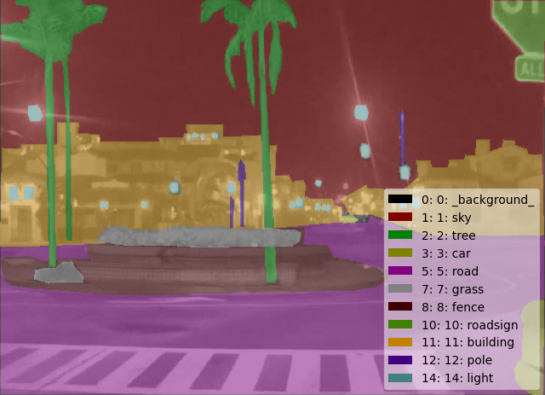 ALL
0: 0: _background_
1: 1: sky
2: 2: tree
3: 3: car
5: 5: road
7: 7: grass
8: 8: fence
10: 10: roadsign
11: 11: building
12: 12: pole
14: 14: light